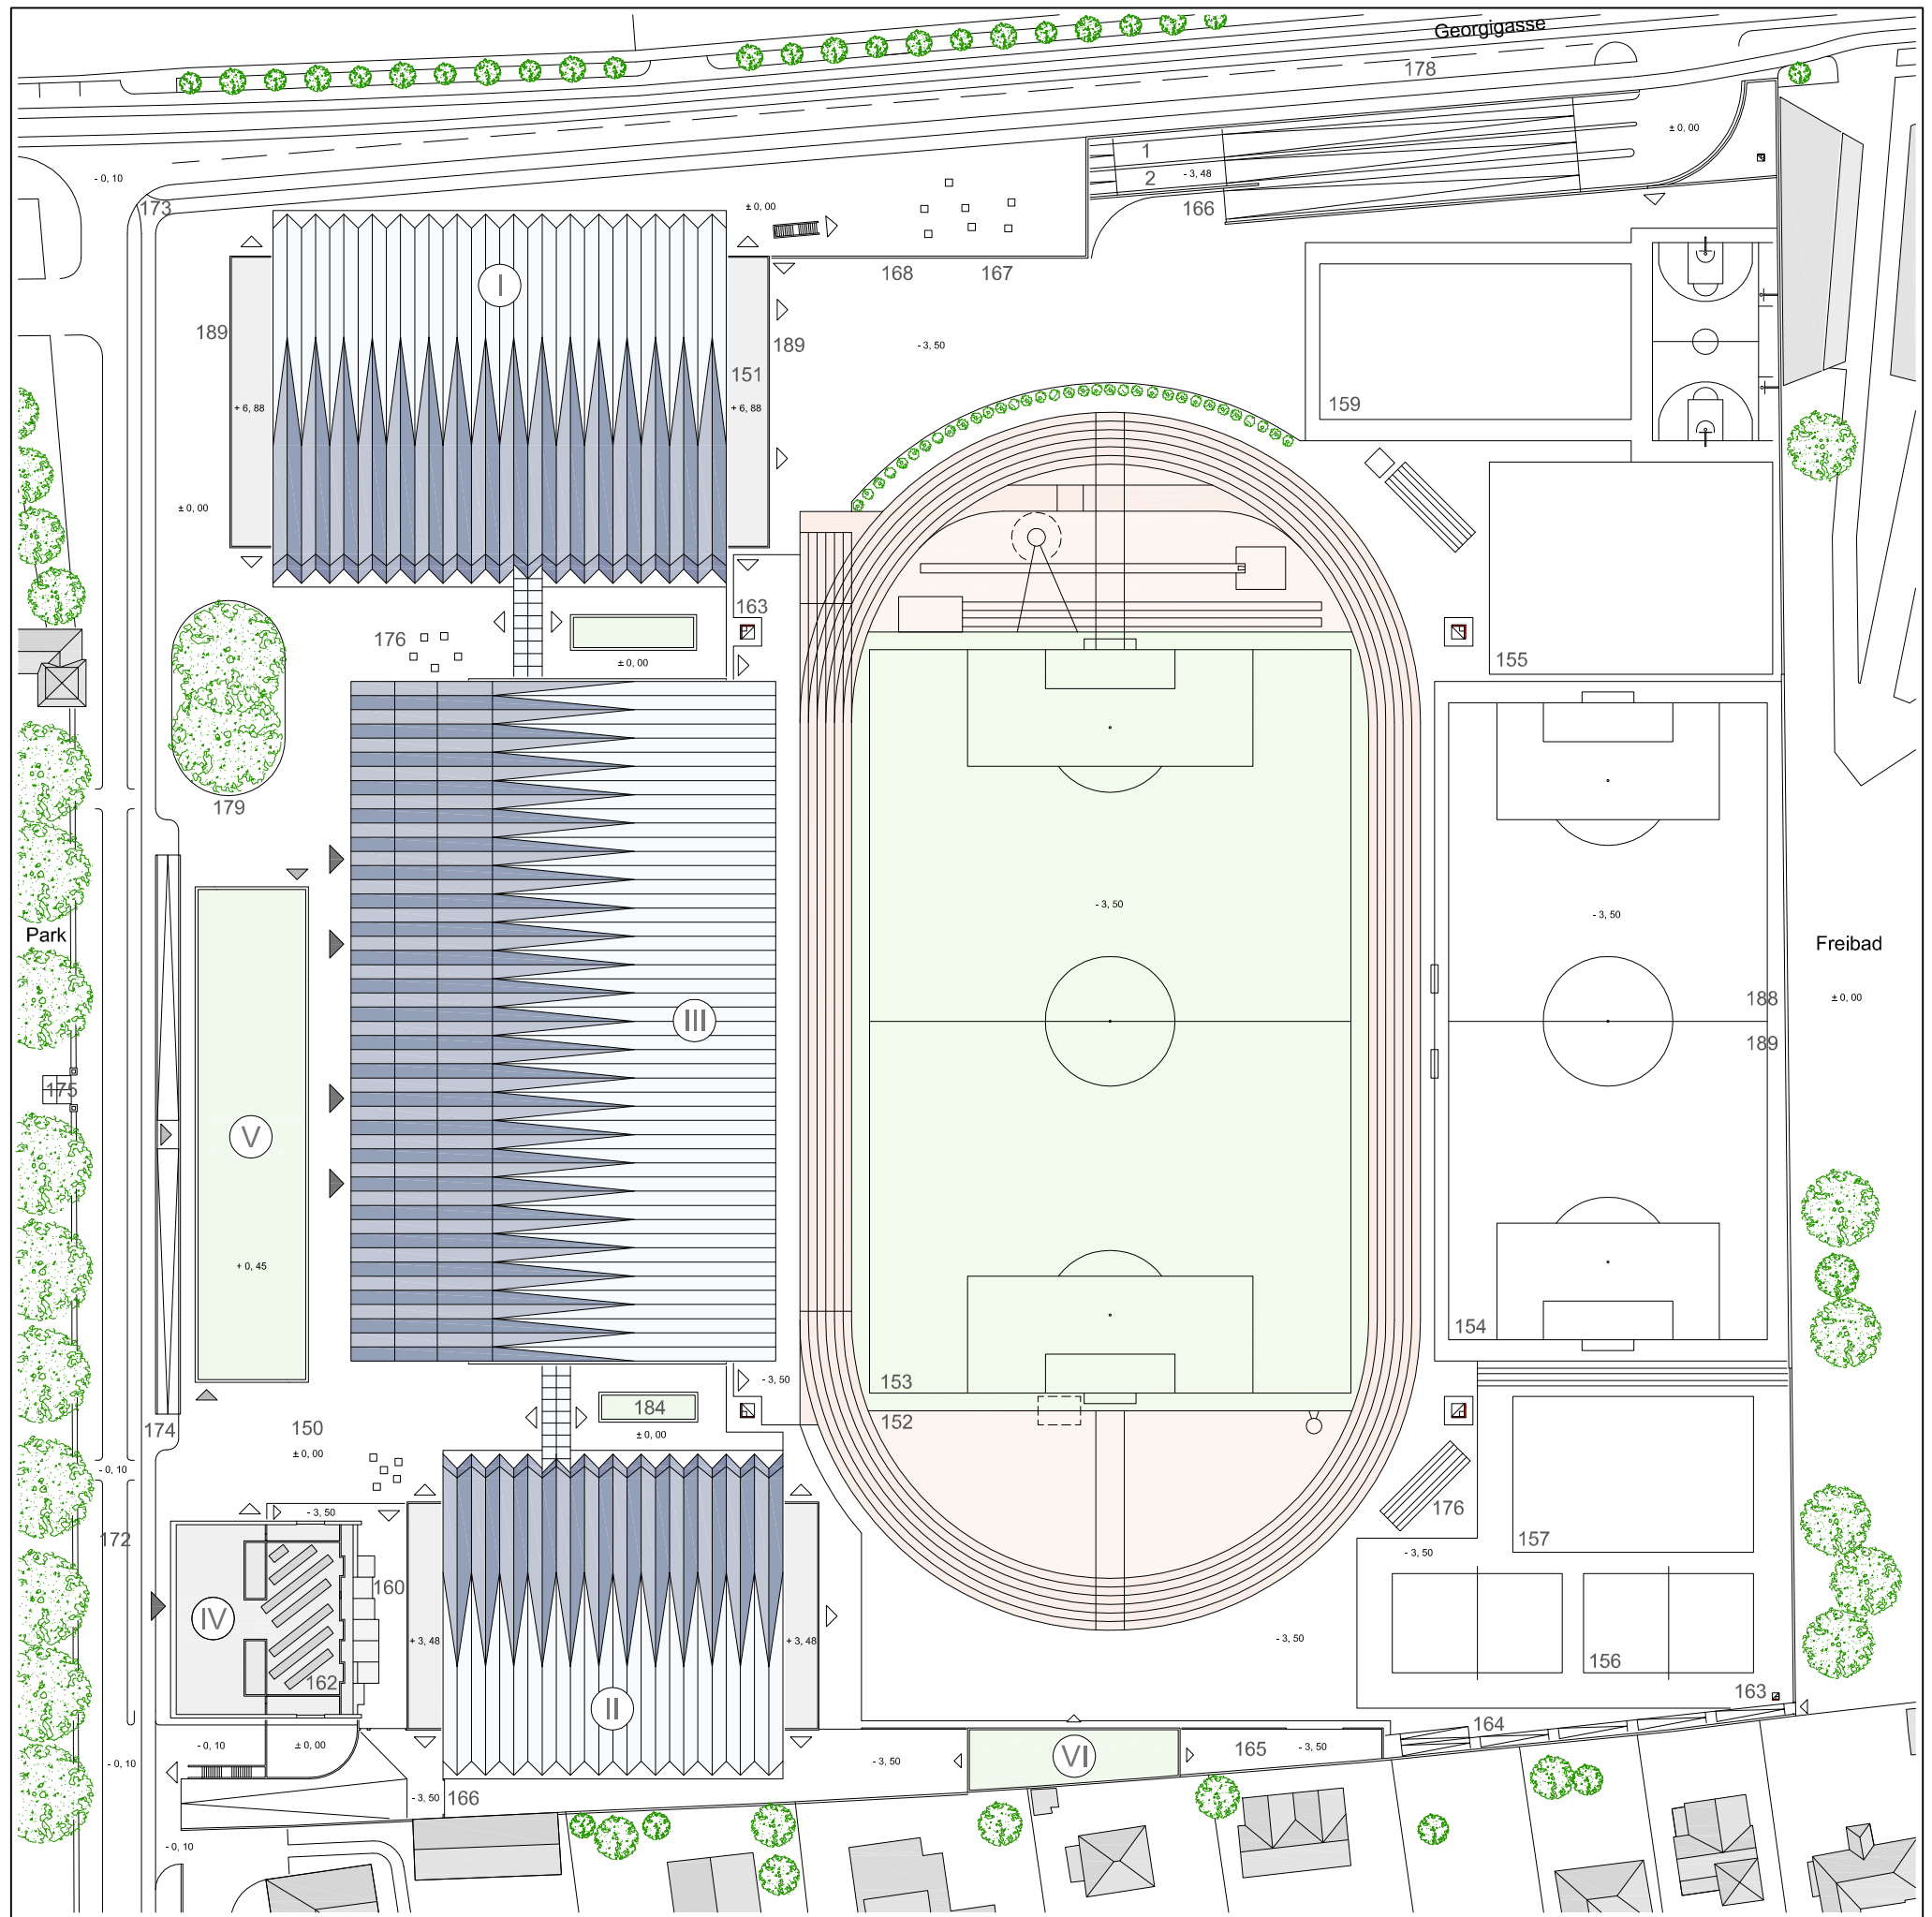 Georgigasse
178
± 0, 00
1
2
- 3, 48
- 0, 10
173
± 0, 00
166
168
167
I
189
189
- 3, 50
151
+ 6, 88
+ 6, 88
159
± 0, 00
163
176
± 0, 00
155
179
- 3, 50
- 3, 50
Park
Freibad
188
± 0, 00
III
189
175
V
+ 0, 45
154
153
- 3, 50
184
152
174
150
± 0, 00
± 0, 00
- 0, 10
- 3, 50
176
172
157
- 3, 50
160
IV
+ 3, 48
+ 3, 48
- 3, 50
156
162
163
II
164
- 0, 10
± 0, 00
165
- 3, 50
VI
- 3, 50
- 0, 10
- 3, 50
166
- 0, 10